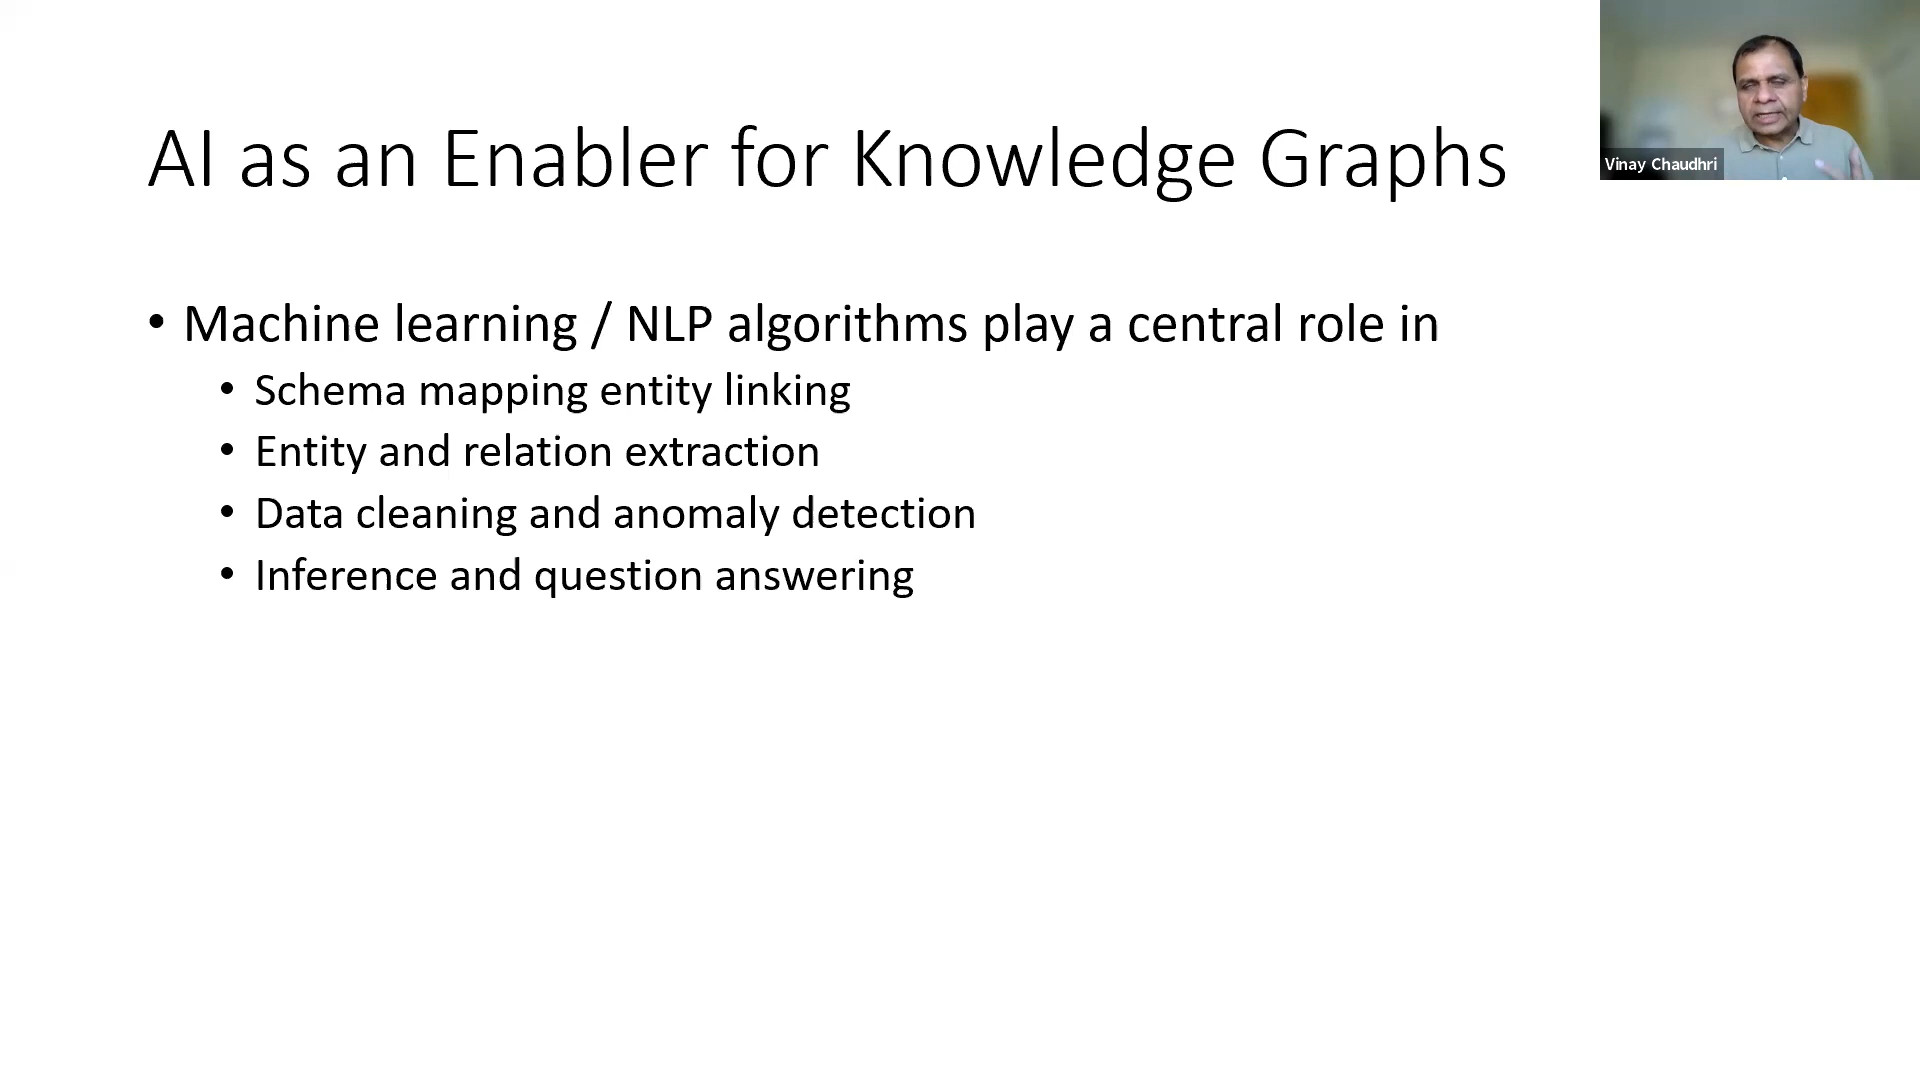 AI as an Enabler for Knowledge Graphs
Vinay Chaudhri
• Machine learning / NLP algorithms play a central role in
• Schema mapping entity linking
• Entity and relation extraction
• Data cleaning and anomaly detection
• Inference and question answering